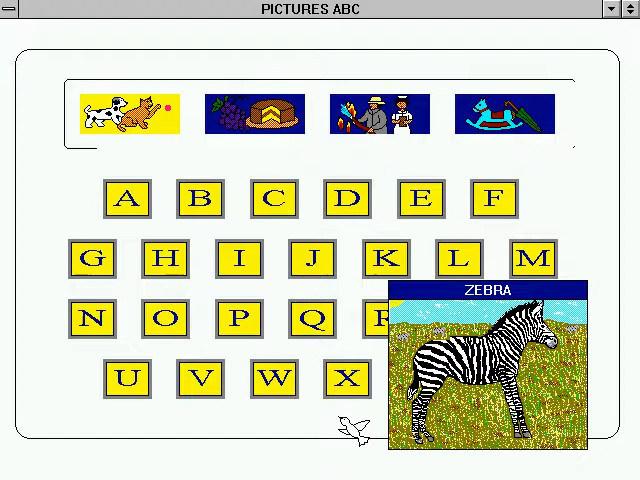 PICTURES ABC
A B C D E F
G H I J K L M
N O P Q
U V W X
ZEBRA